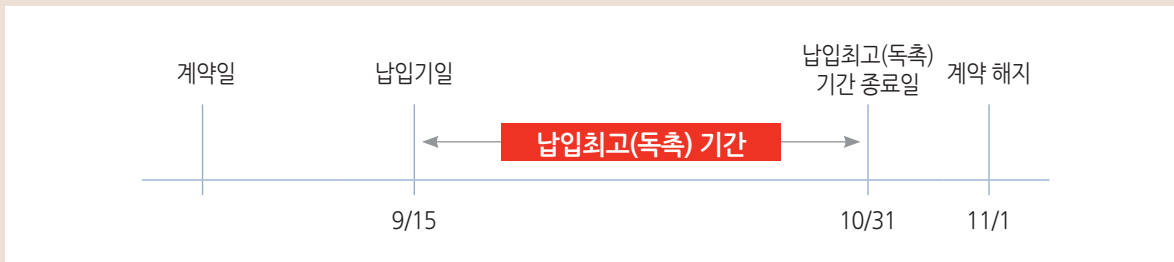 계약일
납입기일
납입최고(독촉)
기간 종료일
계약 해지
납입최고(독촉) 기간
9/15
10/31
11/1